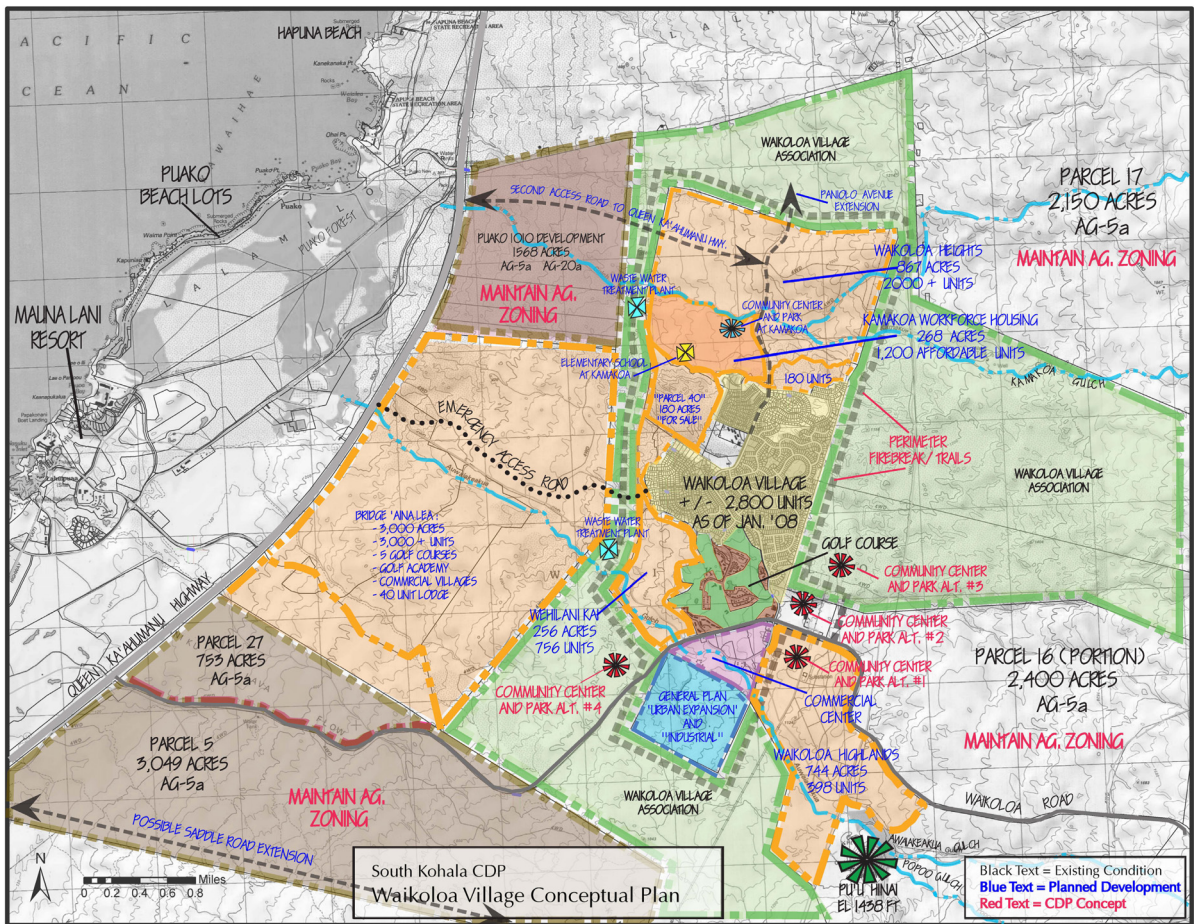 HAPUNA BEACH
HAPUNA BEACH
STATE RECREATION AREA
A C I F I C
C E A N
PUAKO
BEACH LOTS
Puako
PUAKO FOREST
MAUNA LANI
RESORT
WAIKOLOA VILLAGE
ASSOCIATION
PANIOLO AVENUE
EXTENSION
PARCEL 17
2,150 ACRES
AG-5a
MAINTAIN AG. ZONING
SECOND ACCESS ROAD TO QUEEN KA'AHUMANU HWY.
PUAKO 1010 DEVELOPMENT
1568 ACRES
AG-5a AG-20a
MAINTAIN AG.
ZONING
WASTE WATER
TREATMENT PLANT
WAIKOLOA HEIGHTS
867 ACRES
2000 + UNITS
COMMUNITY CENTER
AND PARK
AT KAMAKOA
KAMAKOA WORKFORCE HOUSING
268 ACRES
1,200 AFFORDABLE UNITS
ELEMENTARY SCHOOL
AT KAMAKOA
180 UNITS
KAMAKOA GULCH
"PARCEL 40"
180 ACRES
"FOR SALE"
EMERGENCY ACCESS ROAD
PERIMETER
FIREBREAK/ TRAILS
WAIKOLOA VILLAGE
ASSOCIATION
WAIKOLOA VILLAGE
+ / - 2,800 UNITS
AS OF JAN. '08
BRIDGE 'AINA LEA:
- 3,000 ACRES
- 3,000 + UNITS
- 5 GOLF COURSES
- GOLF ACADEMY
- COMMERCIAL VILLAGES
- 40 UNIT LODGE
WASTE WATER
TREATMENT PLANT
GOLF COURSE
COMMUNITY CENTER
AND PARK ALT. #3
QUEEN KA'AHUMANU HIGHWAY
WEHILANI KAI
256 ACRES
756 UNITS
COMMUNITY CENTER
AND PARK ALT. #2
PARCEL 27
753 ACRES
AG-5a
COMMUNITY CENTER
AND PARK ALT. #4
COMMUNITY CENTER
AND PARK ALT. #1
PARCEL 16 (PORTION)
2,400 ACRES
AG-5a
MAINTAIN AG. ZONING
GENERAL PLAN
'URBAN EXPANSION'
AND
"INDUSTRIAL"
COMMERCIAL
CENTER
PARCEL 5
3,049 ACRES
AG-5a
WAIKOLOA HIGHLANDS
744 ACRES
398 UNITS
MAINTAIN AG.
ZONING
WAIKOLOA VILLAGE
ASSOCIATION
WAIKOLOA ROAD
POSSIBLE SADDLE ROAD EXTENSION
AWAIAKEAKUA GULCH
POPOO GULCH
PU'U HINAI
EL 1438 FT
N
0 0.2 0.4 0.6 0.8 Miles
South Kohala CDP
Waikoloa Village Conceptual Plan
Black Text = Existing Condition
Blue Text = Planned Development
Red Text = CDP Concept